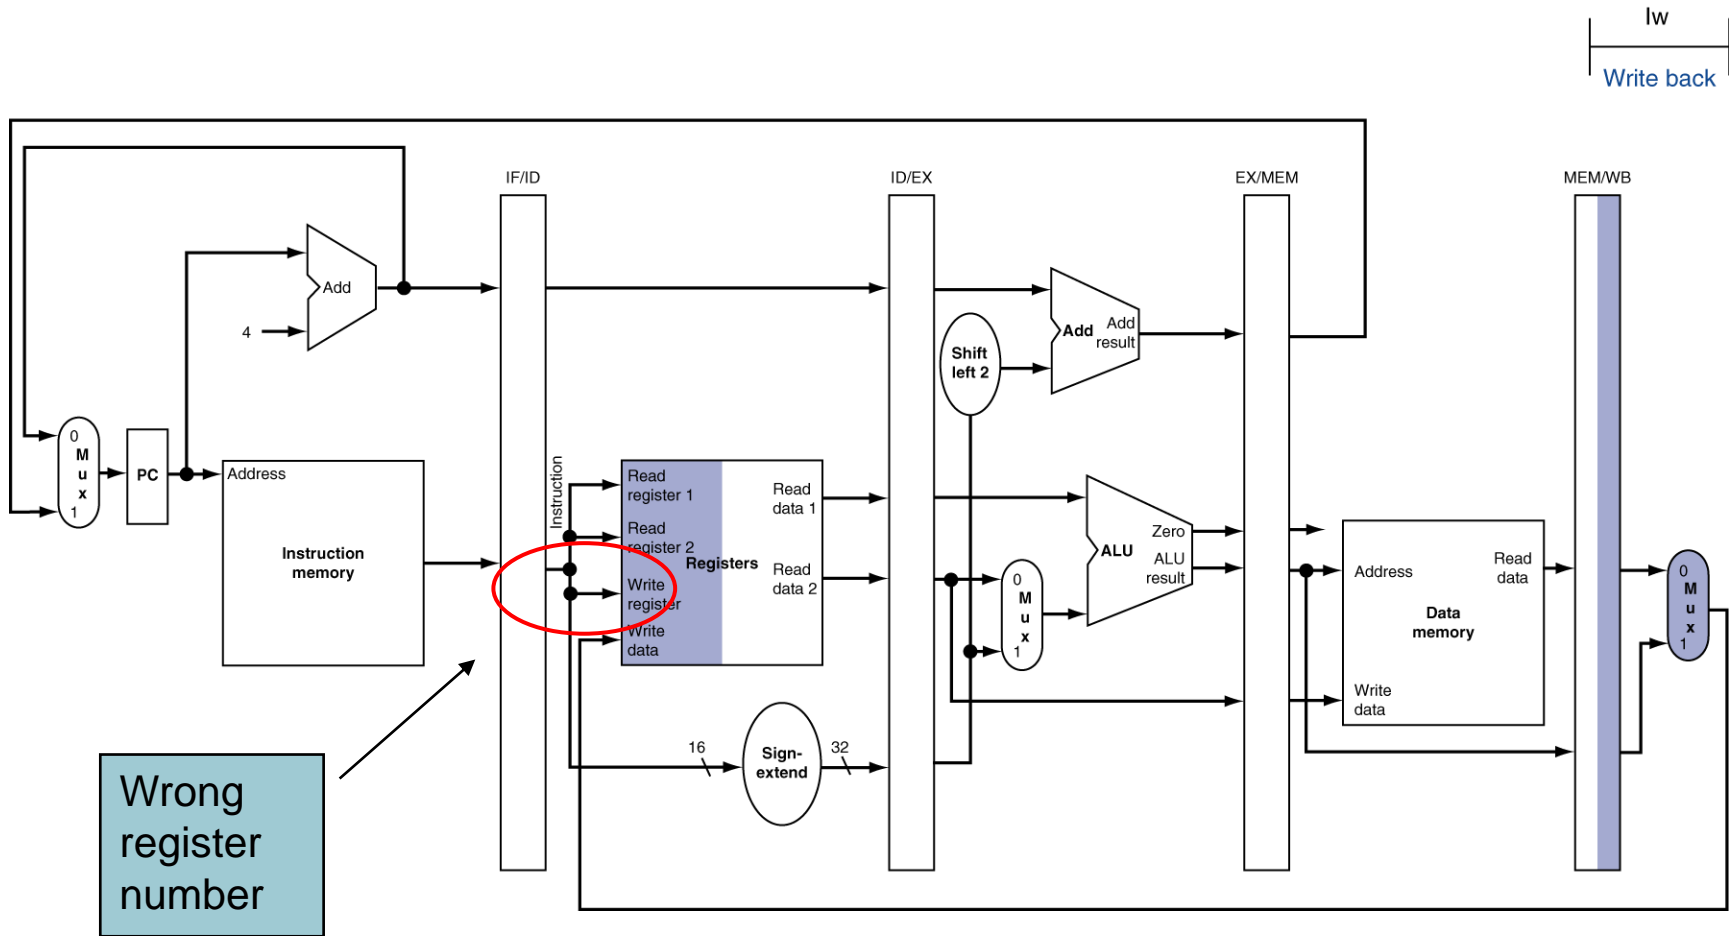 lw
Write back
IF/ID
ID/EX
EX/MEM
MEM/WB
Add
4
Add
Add
result
Shift
left 2
0
M
u
x
1
PC
Address
Instruction
memory
Instruction
Read
register 1
Read
register 2
Registers
Write
register
Write
data
Read
data 1
Read
data 2
16
Sign-
extend
32
0
M
u
x
1
Zero
ALU
ALU
result
Address
Read
data
Data
memory
Write
data
0
M
u
x
1
Wrong
register
number